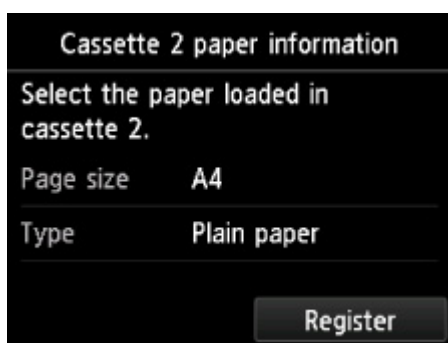 Cassette 2 paper information
Select the paper loaded in
cassette 2.
Page size A4
Type Plain paper
Register